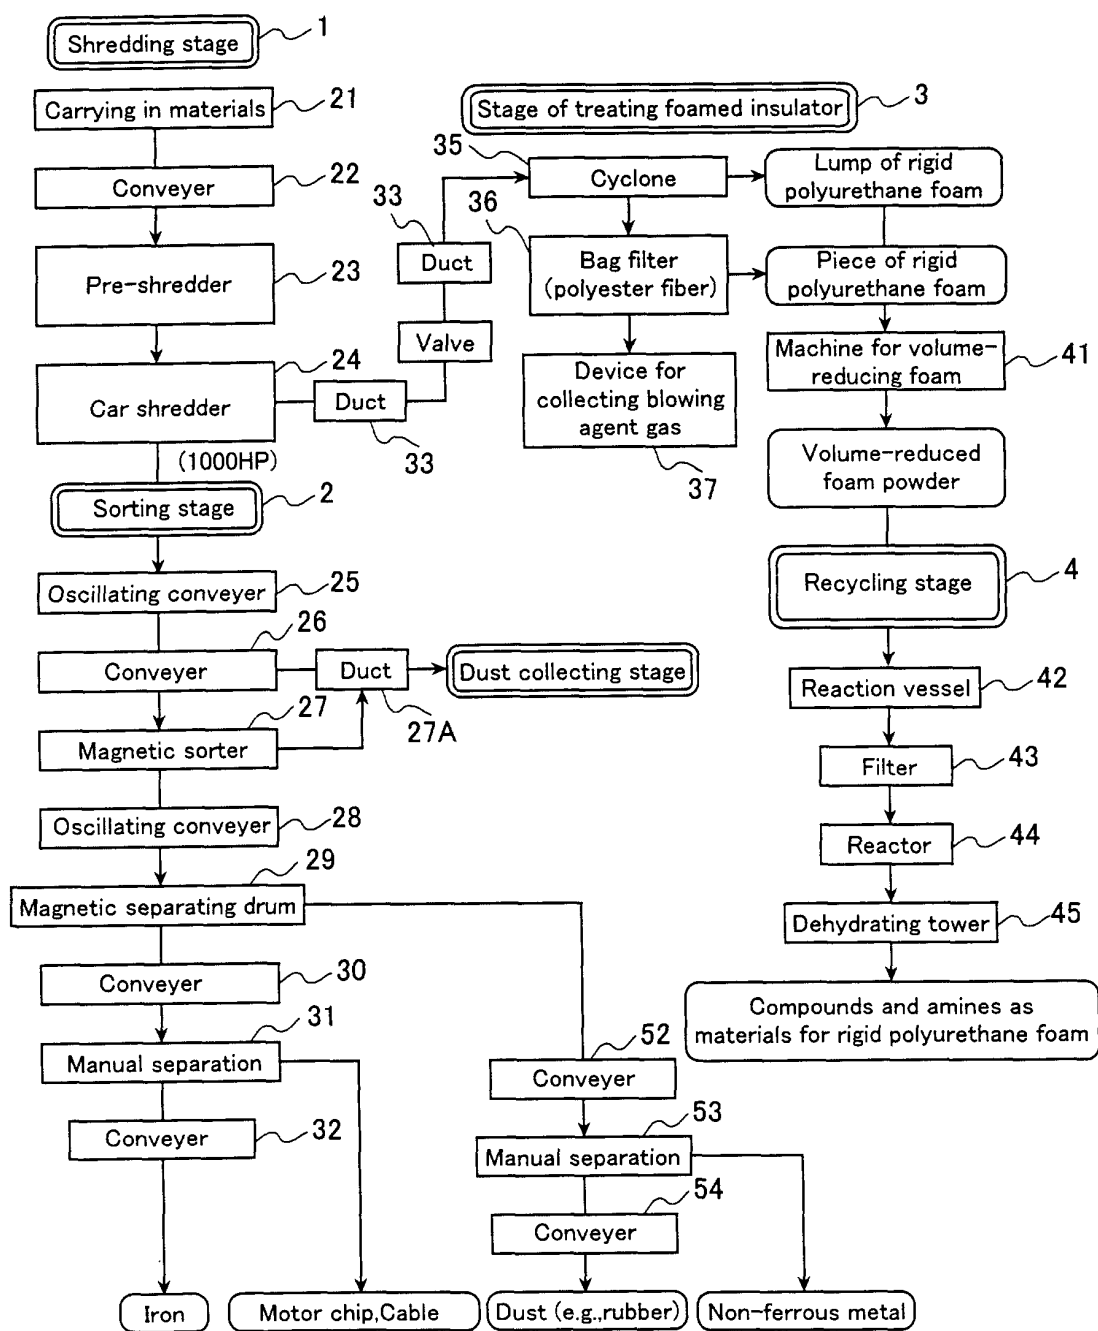 Shredding stage
1
Carrying in materials
21
Conveyer
22
Pre-shredder
23
Car shredder
24
(1000HP)
Duct
33
Valve
Duct
33
Stage of treating foamed insulator
3
Cyclone
35
Lump of rigid
polyurethane foam
Bag filter
(polyester fiber)
36
Piece of rigid
polyurethane foam
Device for
collecting blowing
agent gas
37
Machine for volume-
reducing foam
41
Volume-reduced
foam powder
Sorting stage
2
Oscillating conveyer
25
Conveyer
26
Duct
27A
Dust collecting stage
Magnetic sorter
27
Oscillating conveyer
28
Magnetic separating drum
29
Conveyer
30
Manual separation
31
Conveyer
32
Iron
Motor chip,Cable
Conveyer
52
Manual separation
53
Conveyer
54
Dust (e.g.,rubber)
Non-ferrous metal
Recycling stage
4
Reaction vessel
42
Filter
43
Reactor
44
Dehydrating tower
45
Compounds and amines as
materials for rigid polyurethane foam